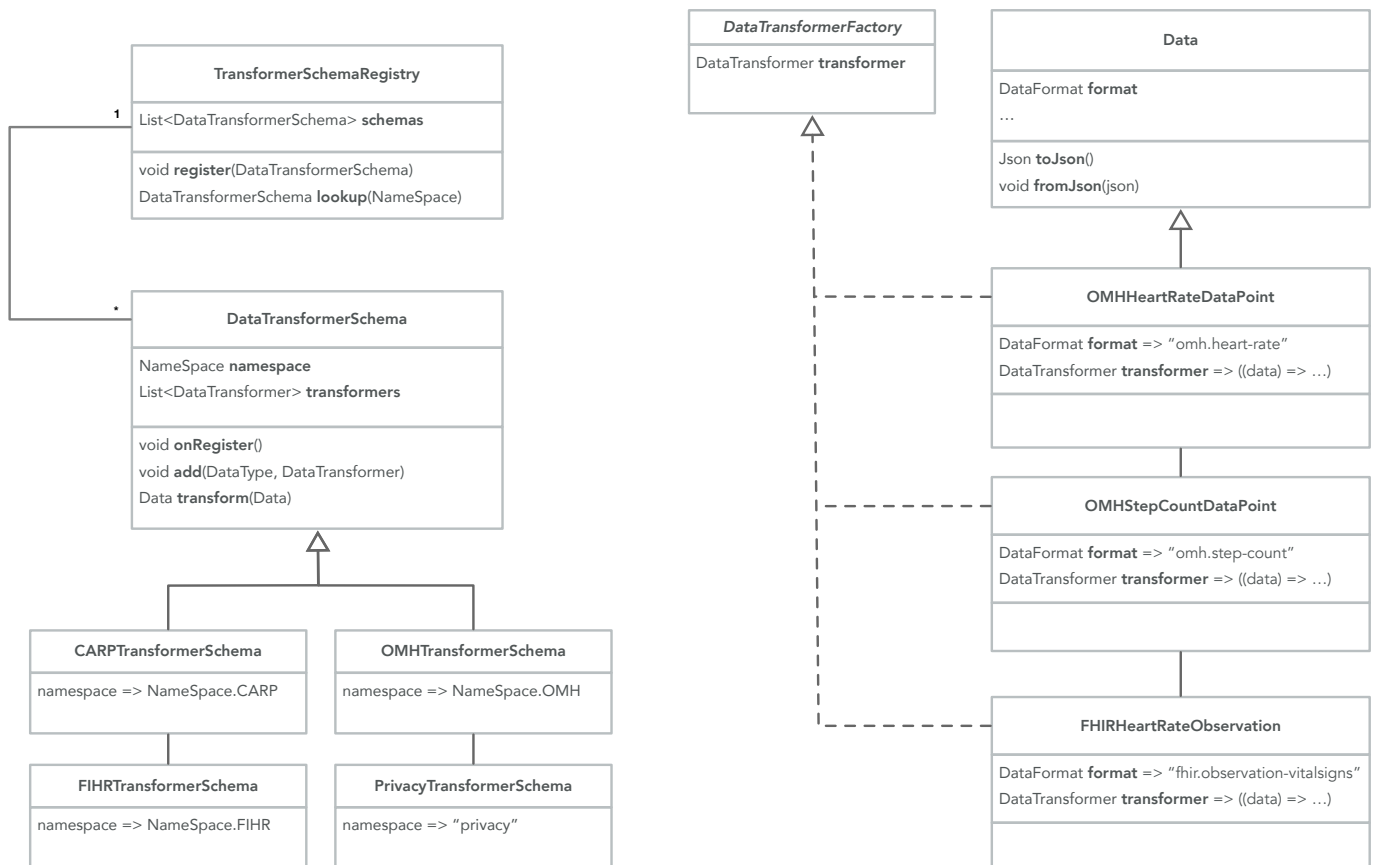 TransformerSchemaRegistry
List<DataTransformerSchema> schemas
void register(DataTransformerSchema)
DataTransformerSchema lookup(NameSpace)
1
*
DataTransformerSchema
NameSpace namespace
List<DataTransformer> transformers
void onRegister()
void add(DataType, DataTransformer)
Data transform(Data)
CARPTransformerSchema
namespace => NameSpace.CARP
OMHTransformerSchema
namespace => NameSpace.OMH
FIHRTransformerSchema
namespace => NameSpace.FIHR
PrivacyTransformerSchema
namespace => “privacy”
DataTransformerFactory
DataTransformer transformer
Data
DataFormat format
…
Json toJson()
void fromJson(json)
OMHHeartRateDataPoint
DataFormat format => “omh.heart-rate”
DataTransformer transformer => ((data) => …)
OMHStepCountDataPoint
DataFormat format => “omh.step-count”
DataTransformer transformer => ((data) => …)
FHIRHeartRateObservation
DataFormat format => “fhir.observation-vitalsigns”
DataTransformer transformer => ((data) => …)